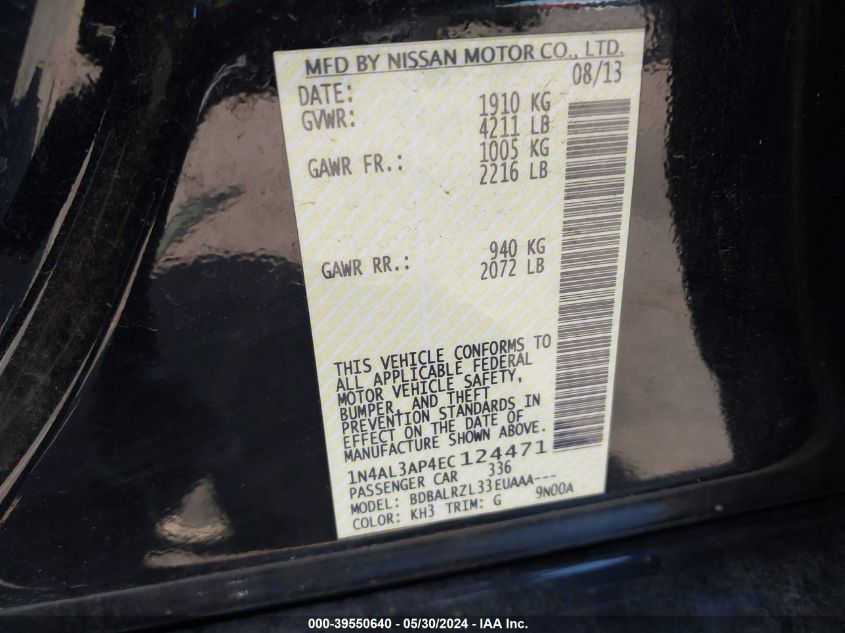 MFD BY NISSAN MOTOR CO., LTD.
DATE: 08/13
GVWR: 1910 KG
4211 LB
GAWR FR.: 1005 KG
2216 LB
GAWR RR.: 940 KG
2072 LB
THIS VEHICLE CONFORMS TO
ALL APPLICABLE FEDERAL
MOTOR VEHICLE SAFETY,
BUMPER, AND THEFT
PREVENTION STANDARDS IN
EFFECT ON THE DATE OF
MANUFACTURE SHOWN ABOVE.
1N4AL3AP4EC124471
PASSENGER CAR 336
MODEL: BDBALRZL33EUAAA---
COLOR: KH3 TRIM: G 9N00A
000-39550640 - 05/30/2024 - IAA Inc.